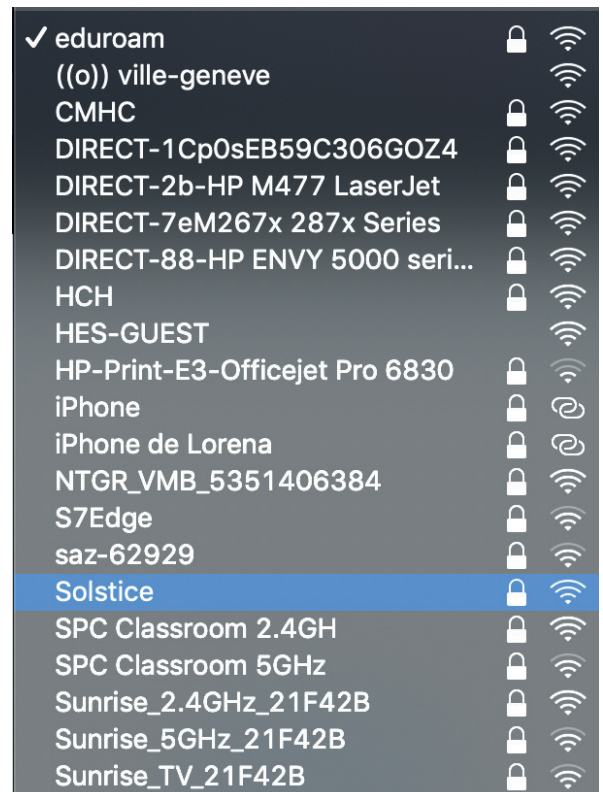 eduroam
((o)) ville-geneve
CMHC
DIRECT-1Cp0sEB59C306GOZ4
DIRECT-2b-HP M477 LaserJet
DIRECT-7eM267x 287x Series
DIRECT-88-HP ENVY 5000 seri...
HCH
HES-GUEST
HP-Print-E3-Officejet Pro 6830
iPhone
iPhone de Lorena
NTGR_VMB_5351406384
S7Edge
saz-62929
Solstice
SPC Classroom 2.4GH
SPC Classroom 5GHz
Sunrise_2.4GHz_21F42B
Sunrise_5GHz_21F42B
Sunrise_TV_21F42B